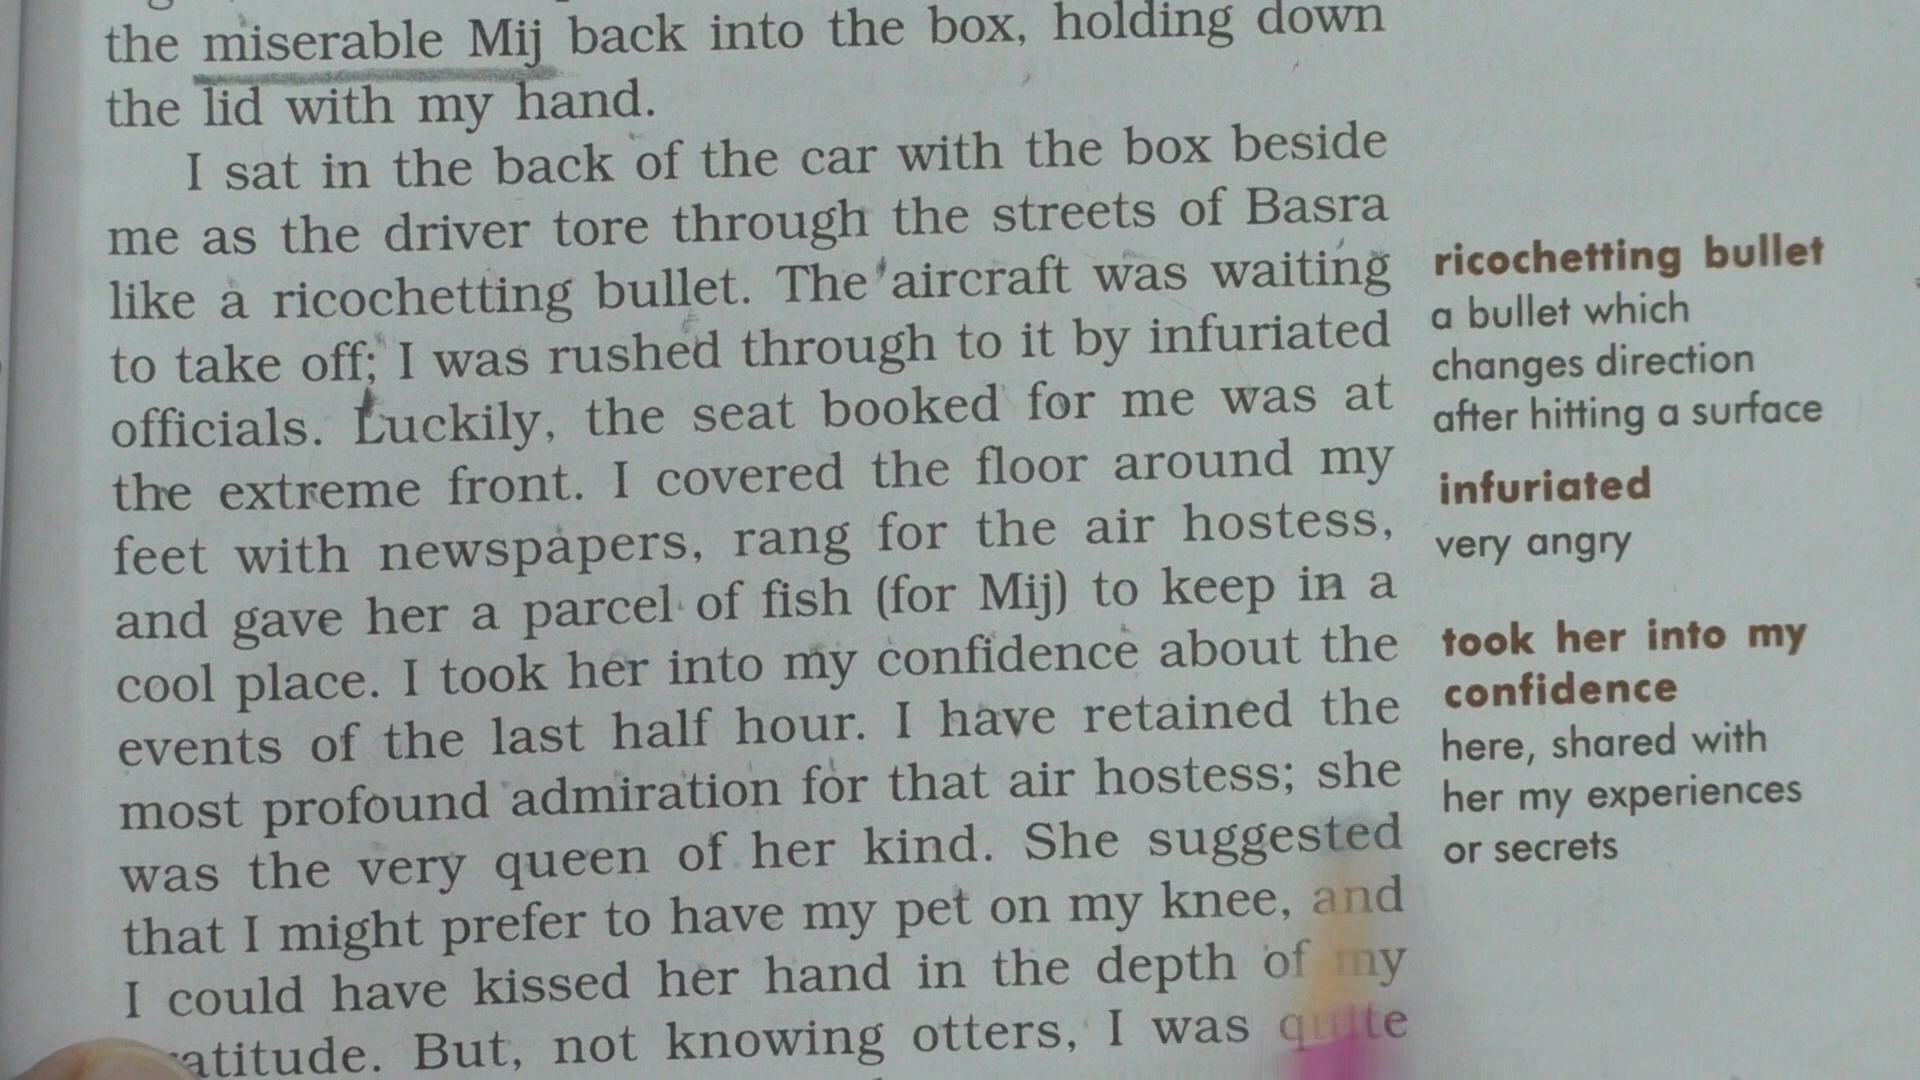 the miserable Mij back into the box, holding down
the lid with my hand.
I sat in the back of the car with the box beside
me as the driver tore through the streets of Basra
like a ricochetting bullet. The aircraft was waiting
to take off; I was rushed through to it by infuriated
officials. Luckily, the seat booked for me was at
the extreme front. I covered the floor around my
feet with newspapers, rang for the air hostess,
and gave her a parcel of fish (for Mij) to keep in a
cool place. I took her into my confidence about the
events of the last half hour. I have retained the
most profound admiration for that air hostess; she
was the very queen of her kind. She suggested
that I might prefer to have my pet on my knee, and
I could have kissed her hand in the depth of my
atitude. But, not knowing otters, I was quite
ricochetting bullet
a bullet which
changes direction
after hitting a surface
infuriated
very angry
took her into my
confidence
here, shared with
her my experiences
or secrets